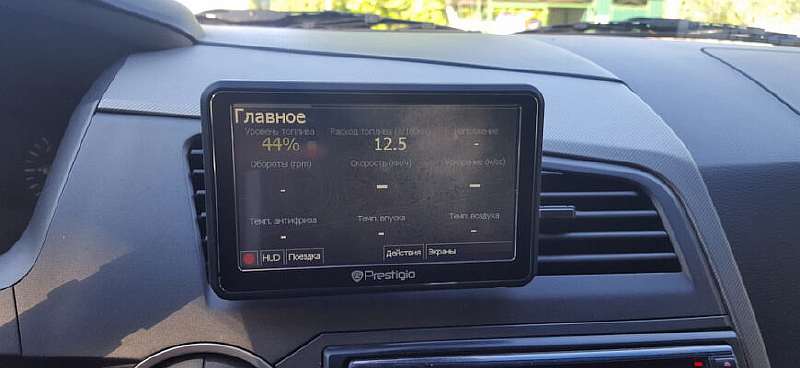 Главное
Уровень топлива Расход топлива (л/100км)
44% 12.5 -
Обороты (rpm) Скорость (км/ч)
- - -
Темп. антифриза Темп. впуска Темп. воздуха
- - -
HUD Поездка Действия Экраны
Prestigio